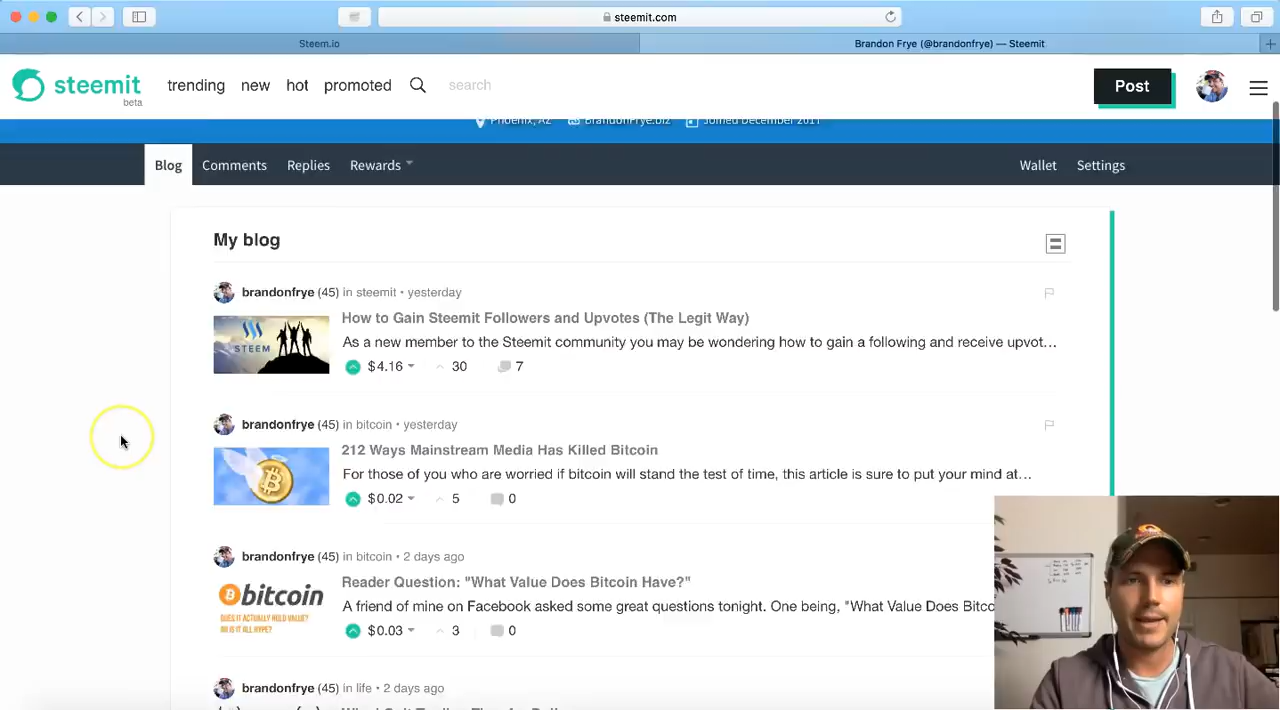 steemit.com
Steem.io
Brandon Frye (@brandonfrye) — Steemit
steemit
beta
trending
new
hot
promoted
search
Post
Phoenix, AZ
BrandonFrye.biz
Joined December 2017
Blog
Comments
Replies
Rewards
Wallet
Settings
My blog
brandonfrye (45) in steemit • yesterday
How to Gain Steemit Followers and Upvotes (The Legit Way)
STEEM
As a new member to the Steemit community you may be wondering how to gain a following and receive upvot...
$4.16
30
7
brandonfrye (45) in bitcoin • yesterday
212 Ways Mainstream Media Has Killed Bitcoin
For those of you who are worried if bitcoin will stand the test of time, this article is sure to put your mind at...
$0.02
5
0
brandonfrye (45) in bitcoin • 2 days ago
Reader Question: "What Value Does Bitcoin Have?"
bitcoin
DOES IT ACTUALLY HOLD VALUE?
OR IS IT ALL HYPE?
A friend of mine on Facebook asked some great questions tonight. One being, "What Value Does Bitco
$0.03
3
0
brandonfrye (45) in life • 2 days ago